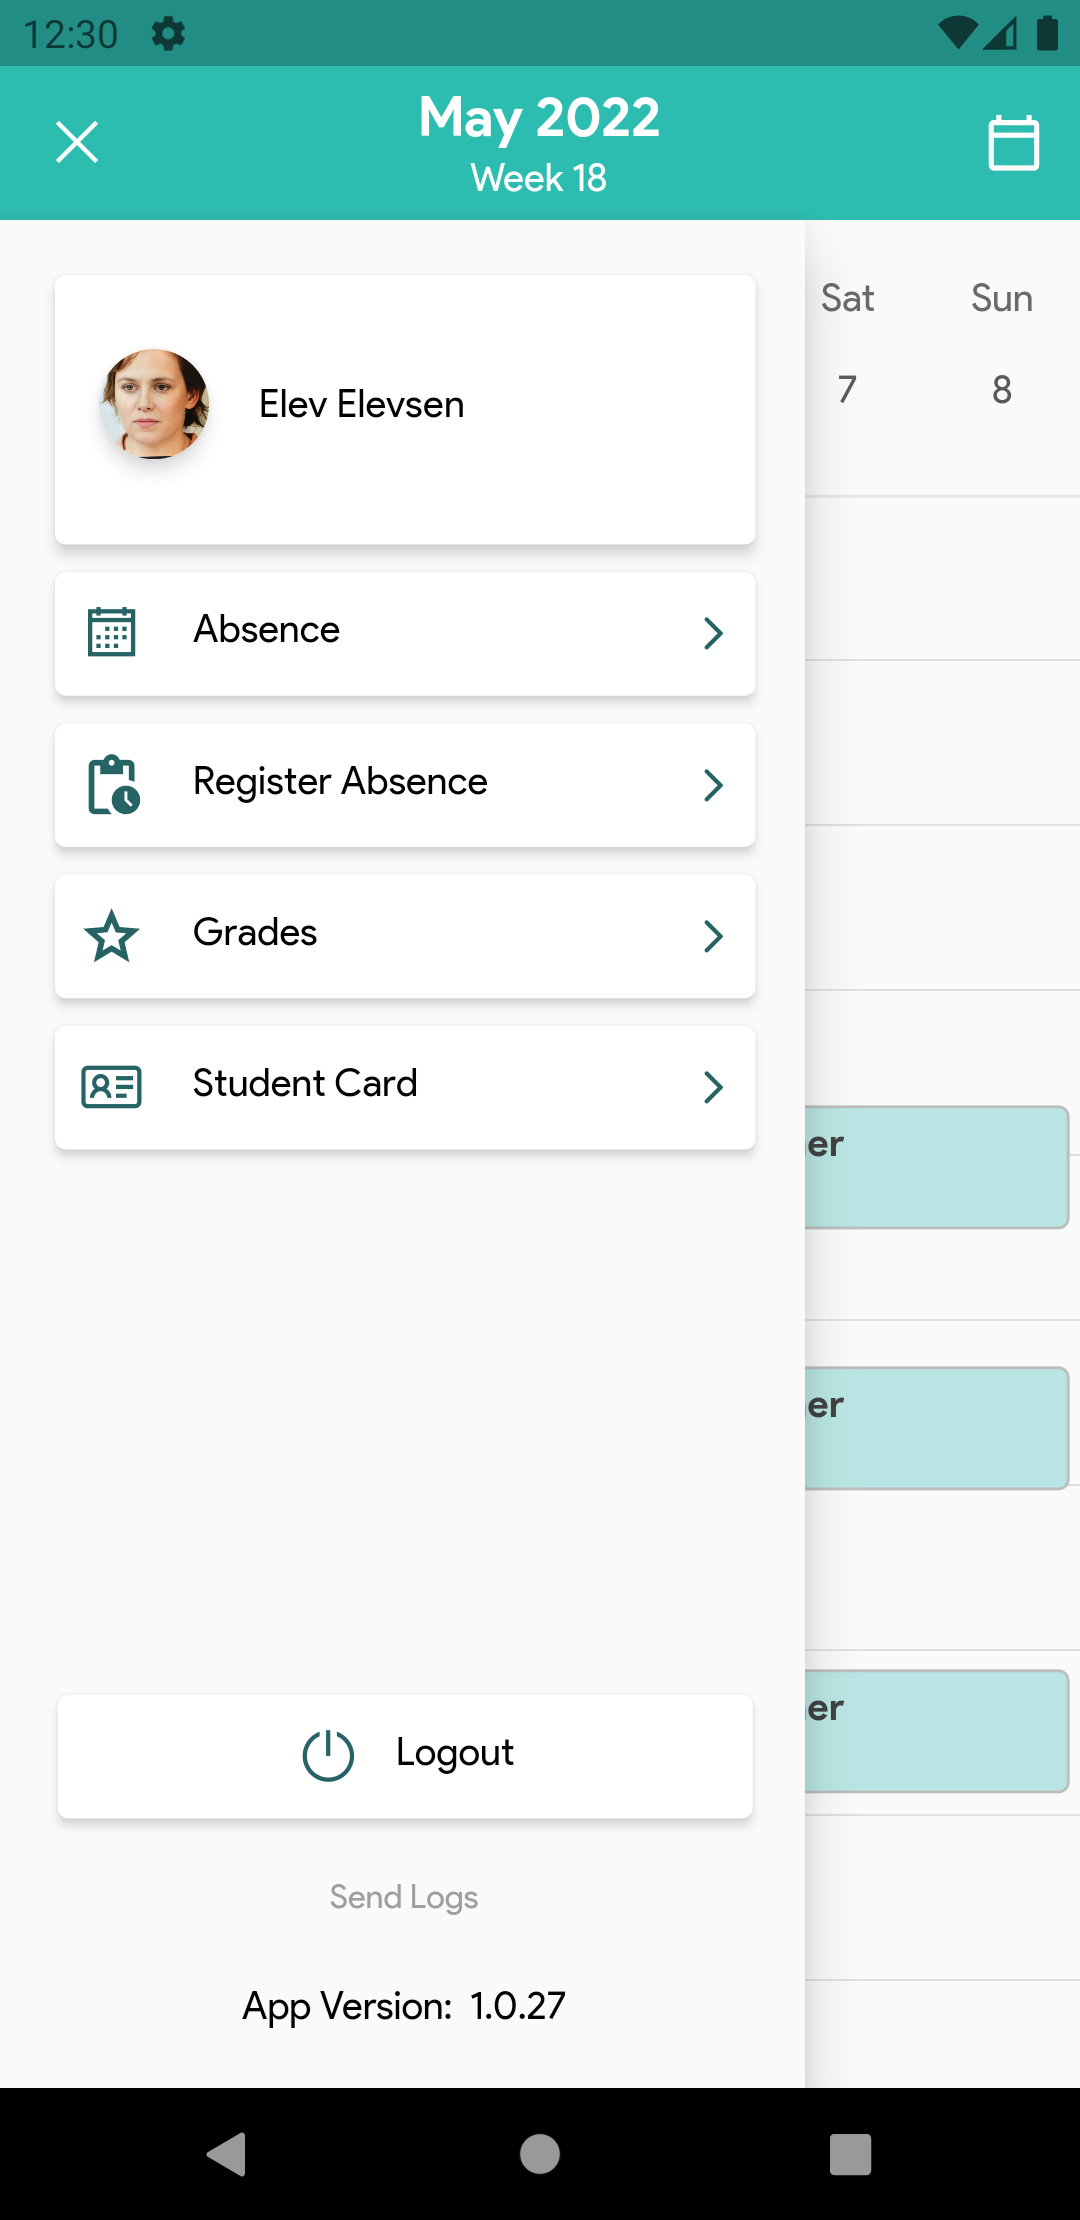 12:30
May 2022
Week 18
Sat Sun
7 8
Elev Elevsen
Absence
Register Absence
Grades
Student Card
er
er
er
Logout
Send Logs
App Version: 1.0.27